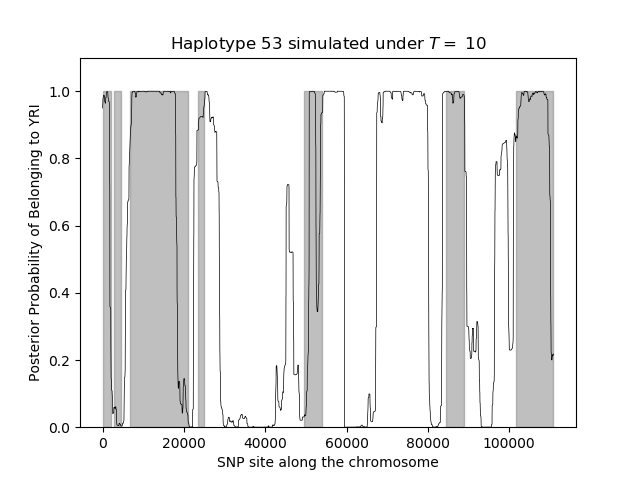 Haplotype 53 simulated under T = 10
Posterior Probability of Belonging to YRI
1.0
0.8
0.6
0.4
0.2
0.0
0 20000 40000 60000 80000 100000
SNP site along the chromosome